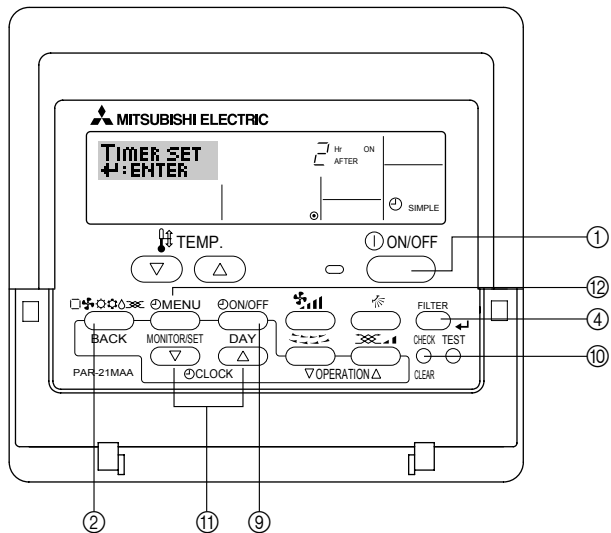 MITSUBISHI ELECTRIC
TIMER SET
↵:ENTER
2 Hr ON
AFTER
SIMPLE
TEMP.
ON/OFF
①
MENU
ON/OFF
⑫
FILTER
④
BACK
MONITOR/SET
DAY
CHECK TEST
⑩
PAR-21MAA
CLOCK
▽OPERATION△
CLEAR
② ⑪ ⑨